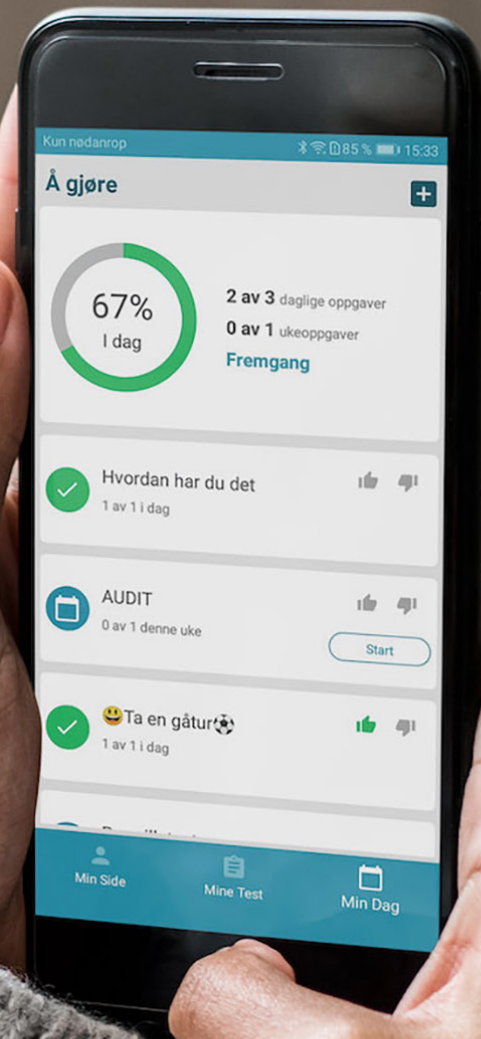 Kun nødanrop 85 % 15:33
Å gjøre
67%
I dag
2 av 3 daglige oppgaver
0 av 1 ukeoppgaver
Fremgang
Hvordan har du det
1 av 1 i dag
AUDIT
0 av 1 denne uke
Start
😃Ta en gåtur⚽
1 av 1 i dag
Min Side
Mine Test
Min Dag